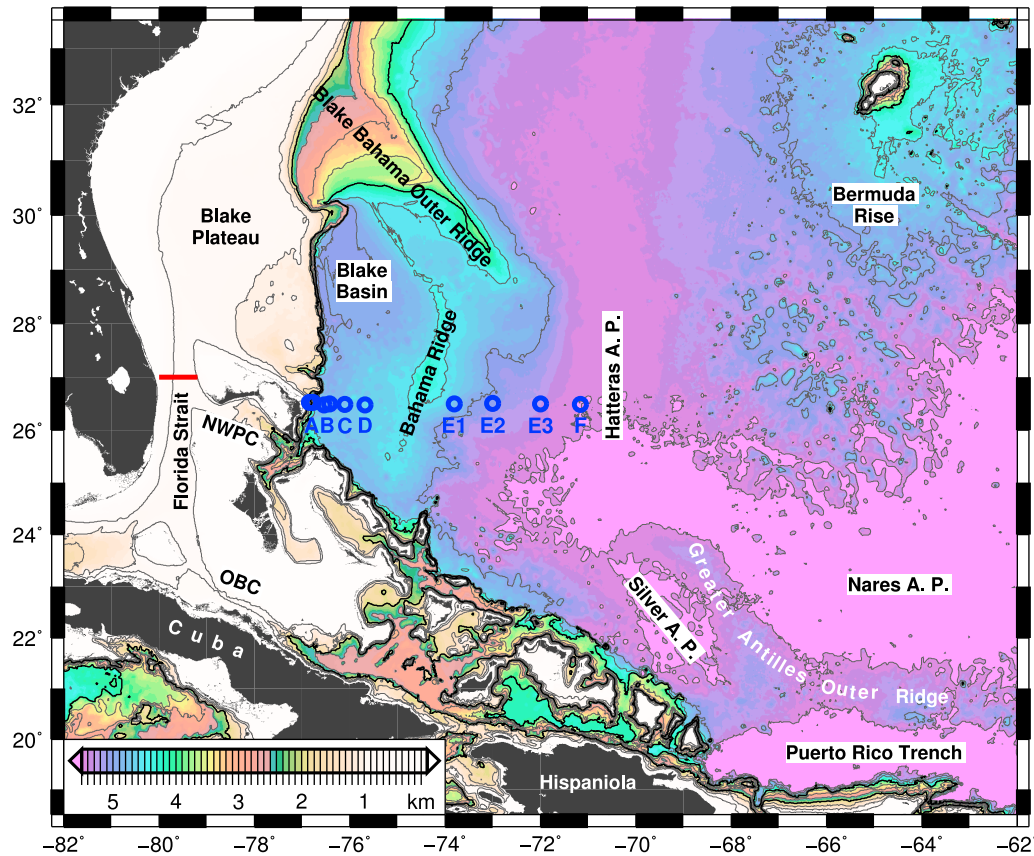 32°
30°
28°
26°
24°
22°
20°
Blake Bahama Outer Ridge
Bermuda
Rise
Blake
Plateau
Blake
Basin
Bahama Ridge
Hatteras A. P.
Florida Strait
NWPC
A
B
C
D
E1
E2
E3
F
OBC
Cuba
Silver A. P.
Greater Antilles Outer Ridge
Nares A. P.
Puerto Rico Trench
Hispaniola
5 4 3 2 1 km
−82 −80 −78 −76 −74 −72 −70 −68 −66 −64 −62